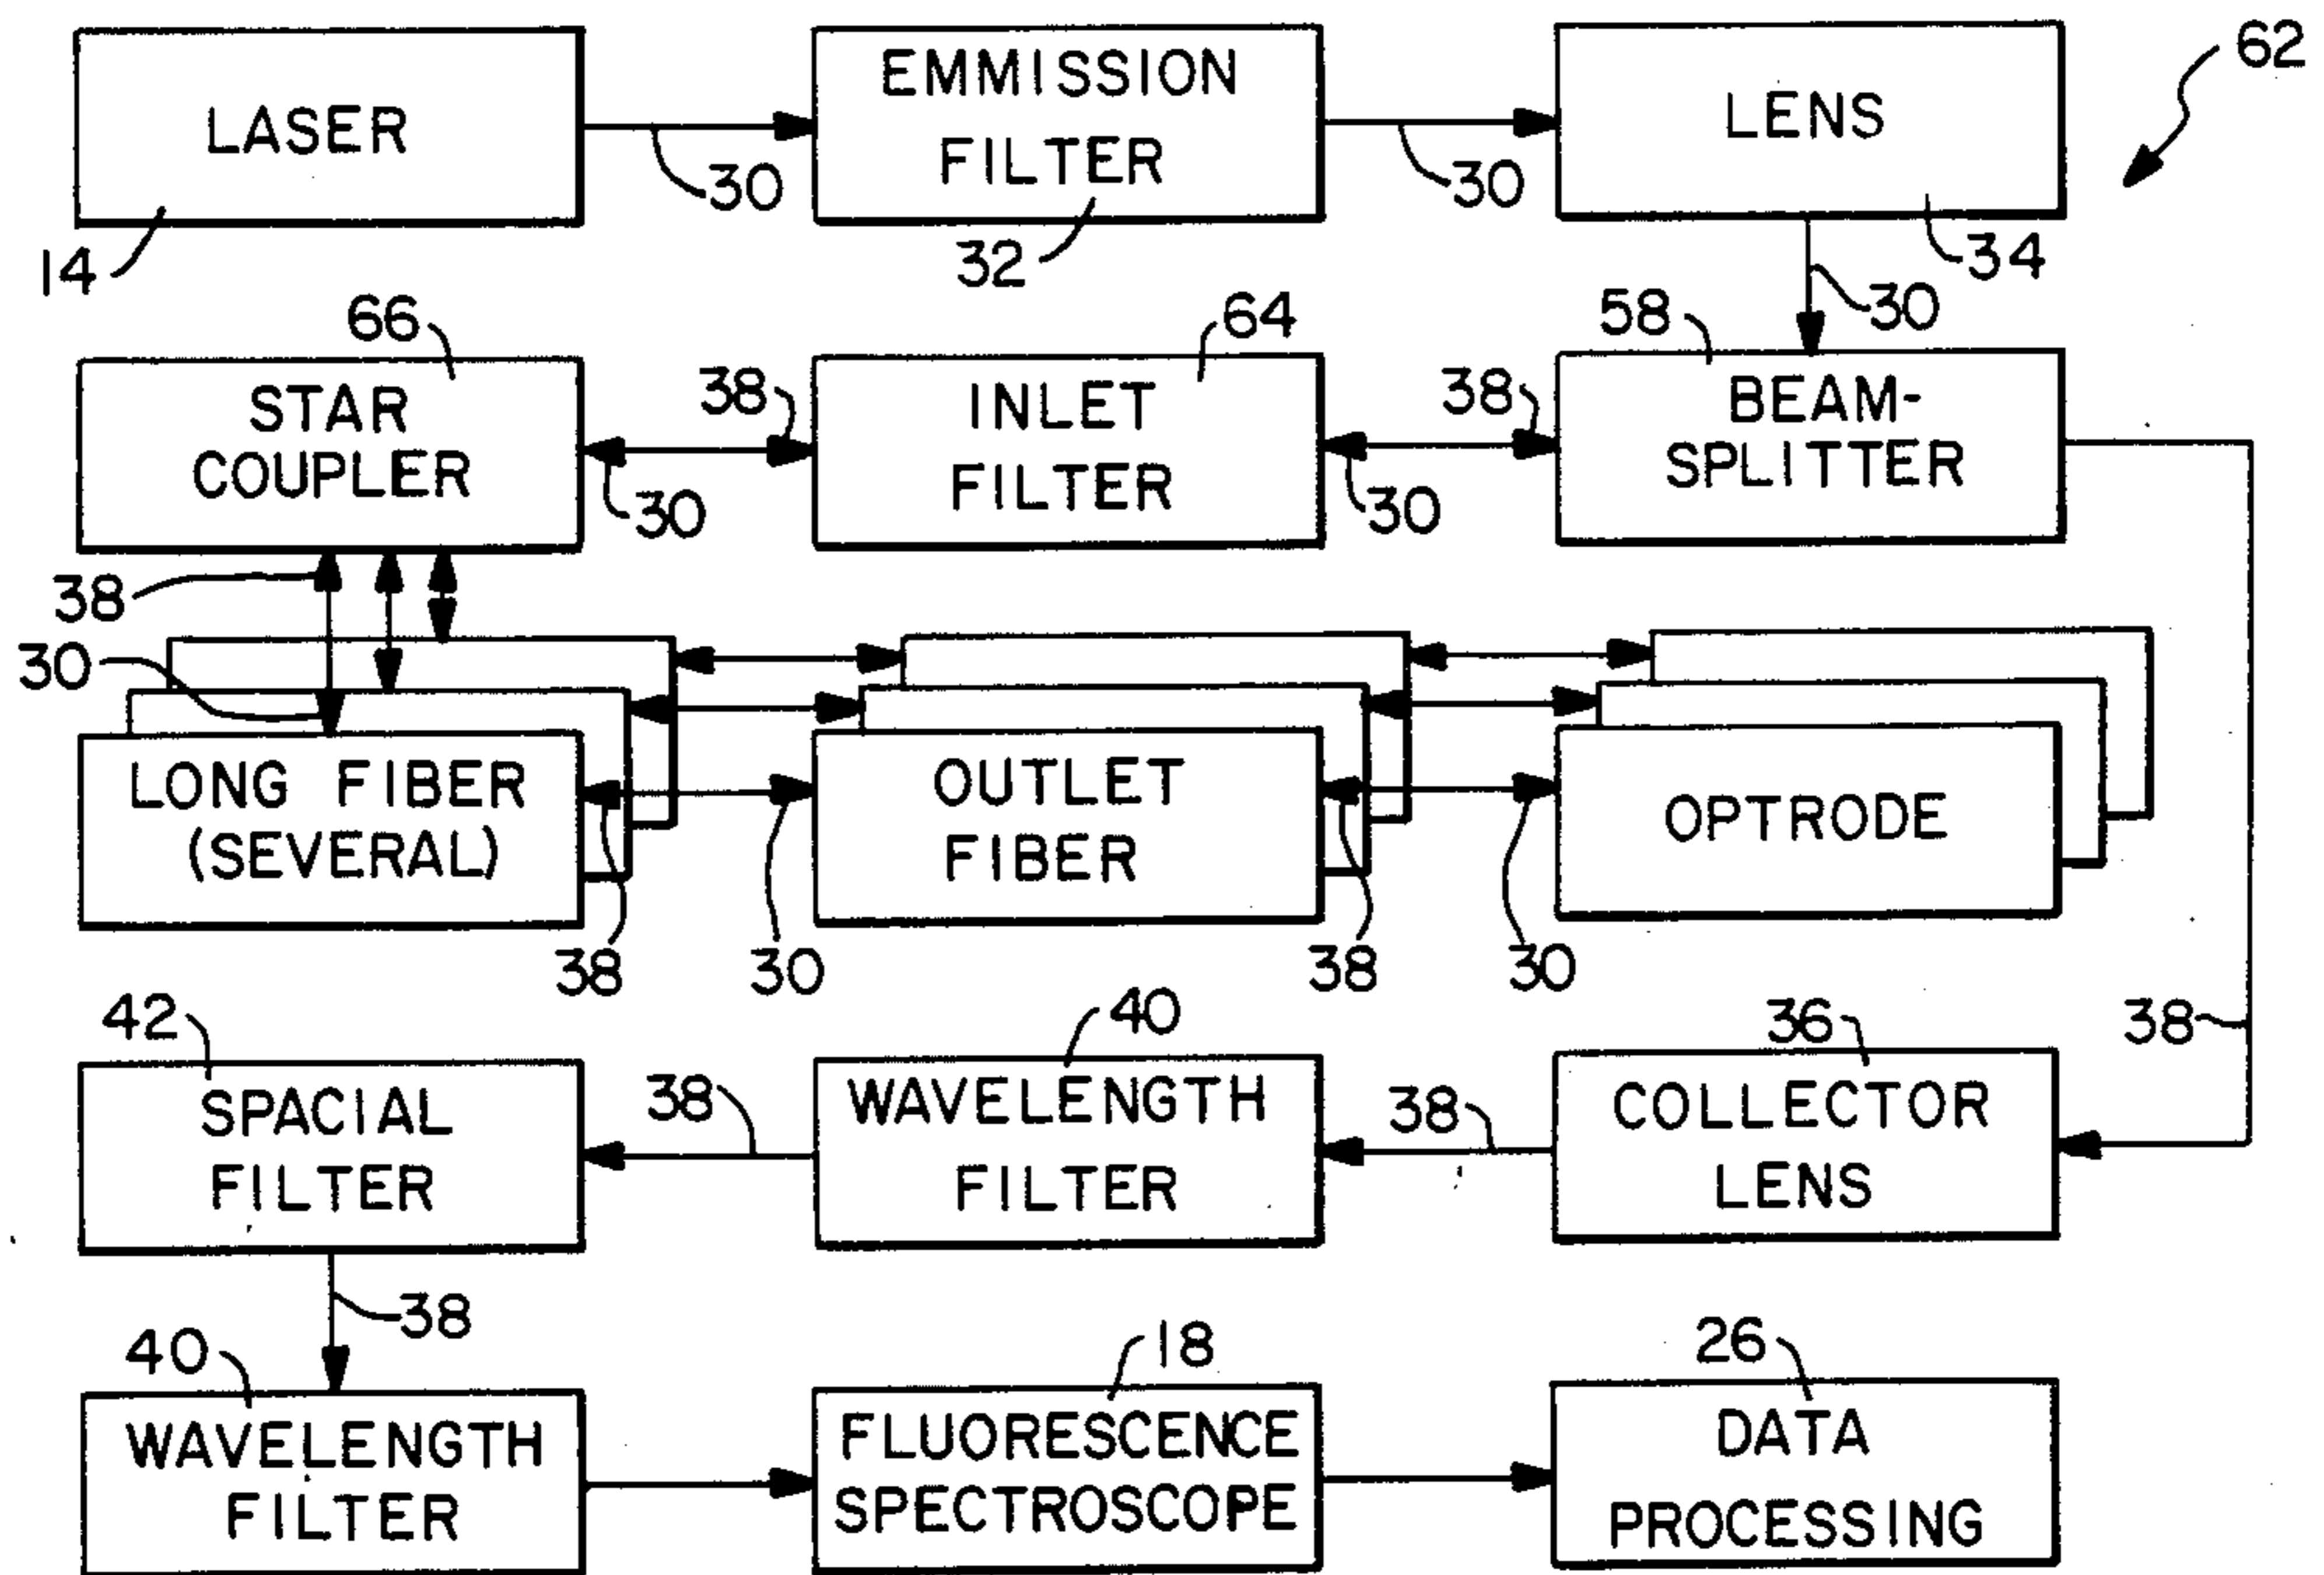 LASER
EMMISSION
FILTER
LENS
62
30
30
14
32
34
30
66
64
58
STAR
COUPLER
38
INLET
FILTER
38
BEAM-
SPLITTER
30
30
38
30
LONG FIBER
(SEVERAL)
OUTLET
FIBER
OPTRODE
38
30
38
30
42
40
36
38
SPACIAL
FILTER
38
WAVELENGTH
FILTER
38
COLLECTOR
LENS
38
40
18
26
WAVELENGTH
FILTER
FLUORESCENCE
SPECTROSCOPE
DATA
PROCESSING